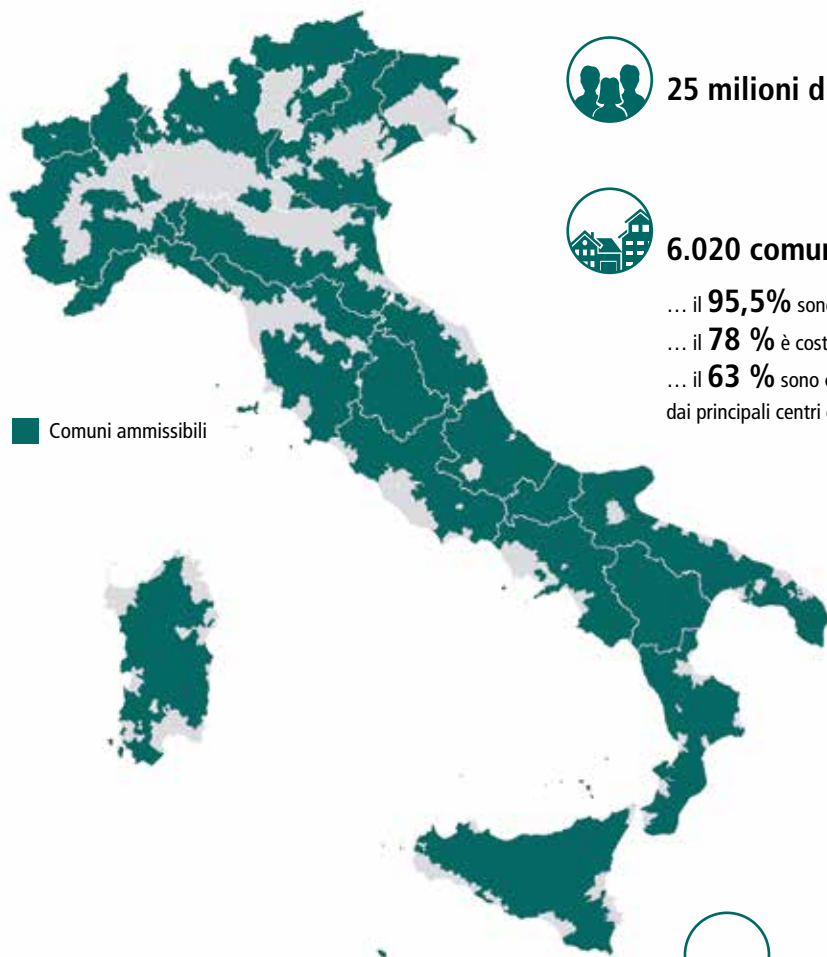 25 milioni d
6.020 comun
… il 95,5% sono
… il 78 % è cost
… il 63 % sono
dai principali centri
Comuni ammissibili